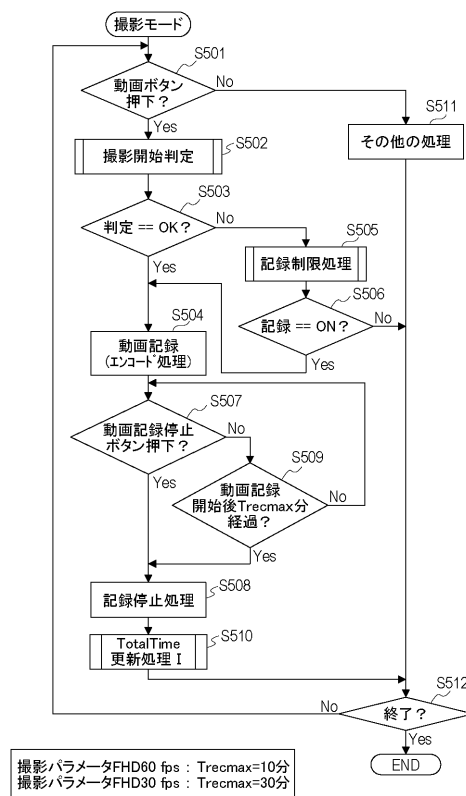 撮影モード
S501
動画ボタン
押下？
No
Yes
S511
その他の処理
S502
撮影開始判定
S503
判定 == OK？
No
Yes
S505
記録制限処理
S506
記録 == ON？
No
Yes
S504
動画記録
(エンコード処理)
S507
動画記録停止
ボタン押下？
No
Yes
S509
動画記録
開始後Trecmax分
経過？
No
Yes
S508
記録停止処理
S510
TotalTime
更新処理 I
S512
終了？
No
Yes
END
撮影パラメータFHD60 fps : Trecmax=10分
撮影パラメータFHD30 fps : Trecmax=30分